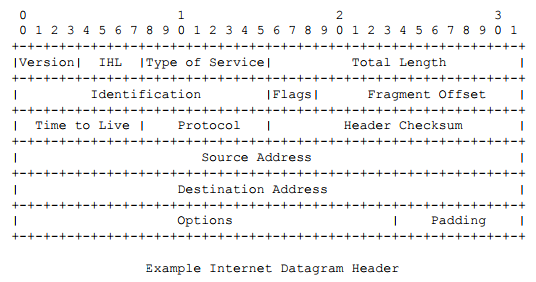 0                   1                   2                   3
 0 1 2 3 4 5 6 7 8 9 0 1 2 3 4 5 6 7 8 9 0 1 2 3 4 5 6 7 8 9 0 1
+-+-+-+-+-+-+-+-+-+-+-+-+-+-+-+-+-+-+-+-+-+-+-+-+-+-+-+-+-+-+-+-+
|Version|  IHL  |Type of Service|          Total Length         |
+-+-+-+-+-+-+-+-+-+-+-+-+-+-+-+-+-+-+-+-+-+-+-+-+-+-+-+-+-+-+-+-+
|         Identification        |Flags|      Fragment Offset    |
+-+-+-+-+-+-+-+-+-+-+-+-+-+-+-+-+-+-+-+-+-+-+-+-+-+-+-+-+-+-+-+-+
|  Time to Live |    Protocol   |         Header Checksum       |
+-+-+-+-+-+-+-+-+-+-+-+-+-+-+-+-+-+-+-+-+-+-+-+-+-+-+-+-+-+-+-+-+
|                       Source Address                          |
+-+-+-+-+-+-+-+-+-+-+-+-+-+-+-+-+-+-+-+-+-+-+-+-+-+-+-+-+-+-+-+-+
|                    Destination Address                        |
+-+-+-+-+-+-+-+-+-+-+-+-+-+-+-+-+-+-+-+-+-+-+-+-+-+-+-+-+-+-+-+-+
|                    Options                    |    Padding    |
+-+-+-+-+-+-+-+-+-+-+-+-+-+-+-+-+-+-+-+-+-+-+-+-+-+-+-+-+-+-+-+-+
                 Example Internet Datagram Header